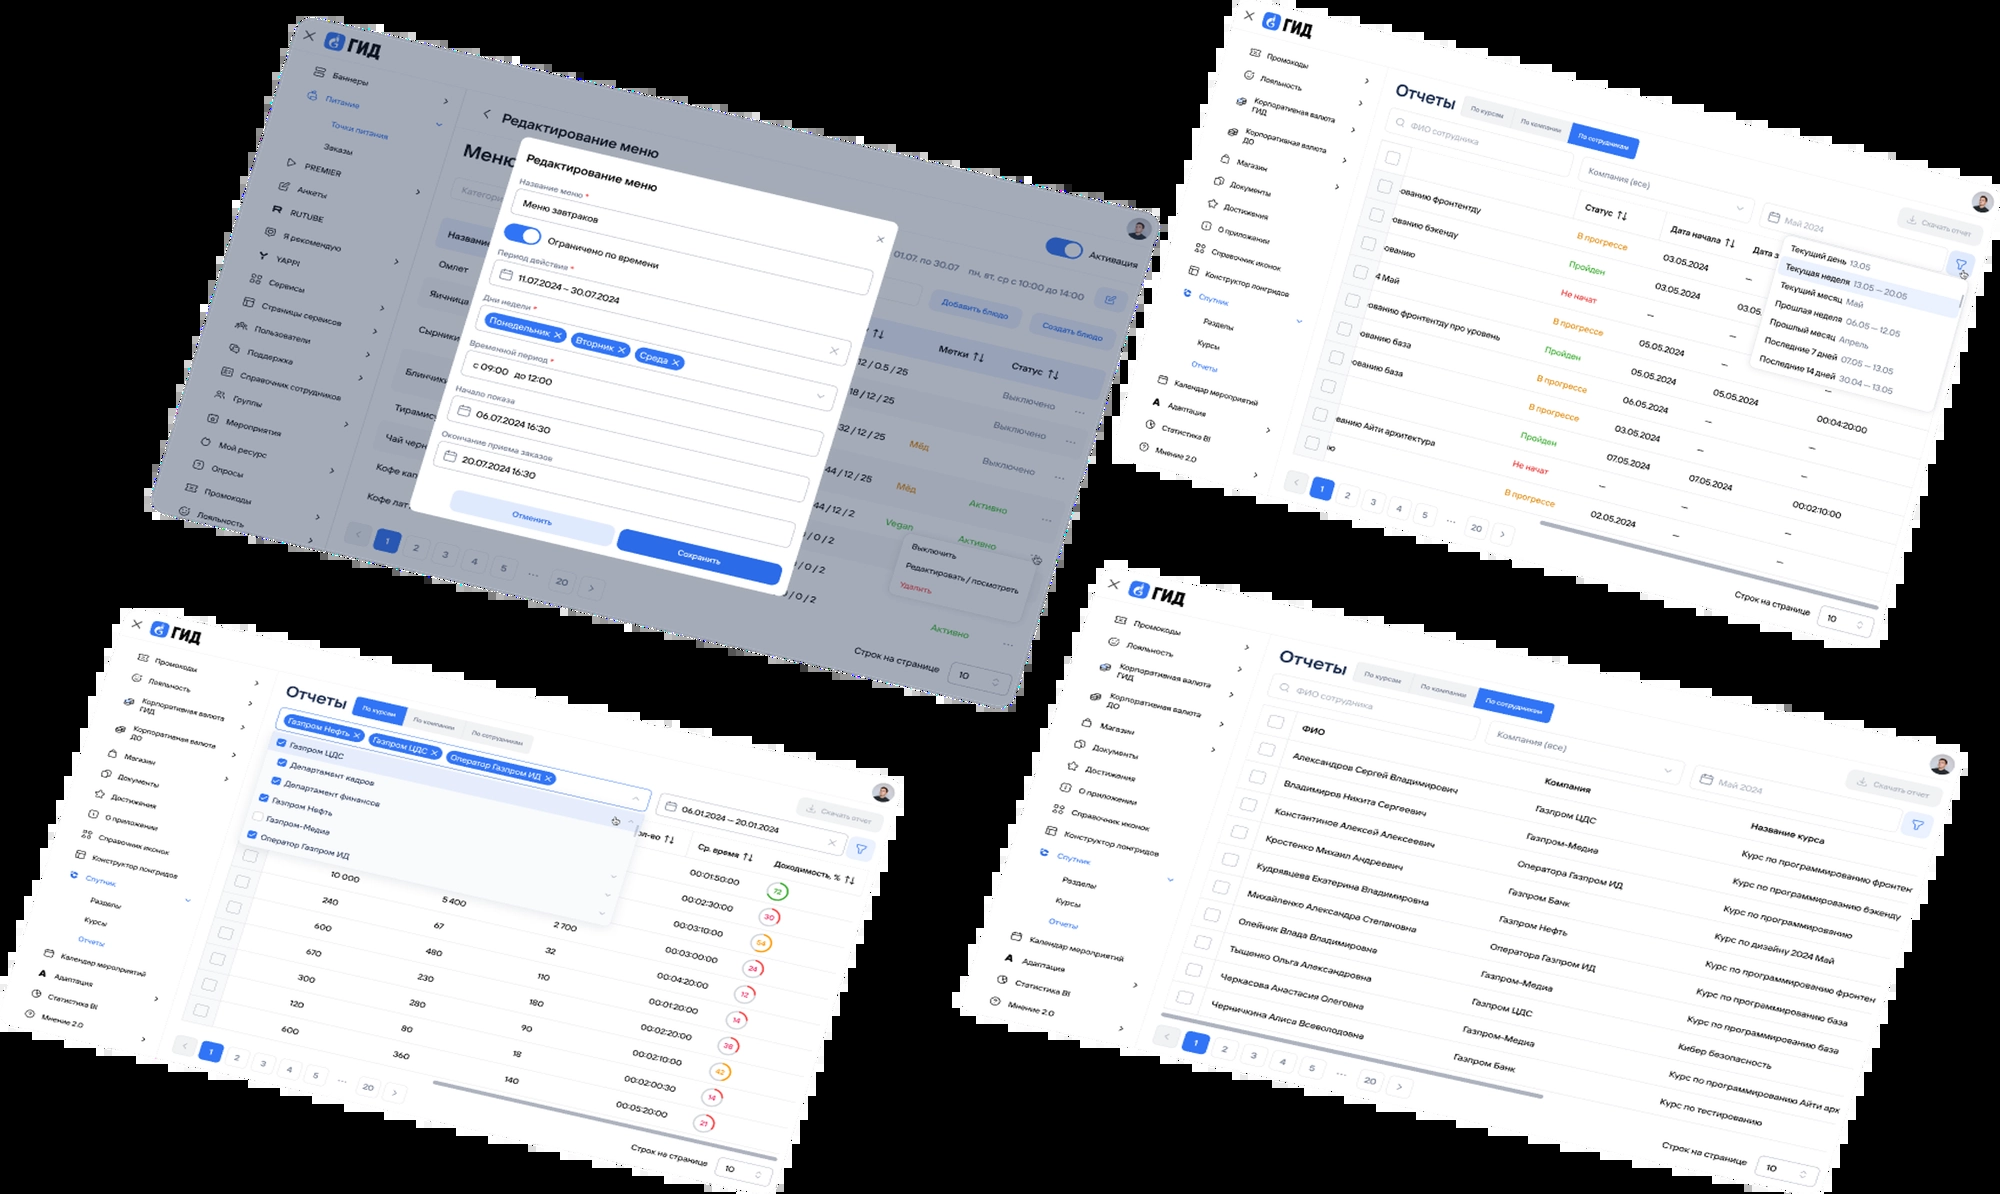 ГИД
Баннеры
Питание
Точки питания
Заказы
PREMIER
Анкеты
RUTUBE
Я рекомендую
YAPPI
Сервисы
Страницы сервисов
Пользователи
Поддержка
Справочник сотрудников
Группы
Мероприятия
Мой ресурс
Опросы
Промокоды
Лояльность
Редактирование меню
Активация
01.07. по 30.07 пн, вт, ср с 10:00 до 14:00
Добавить блюдо
Создать блюдо
Метки
Статус
Омлет
Яичница
Сырники
Чай
12 / 0.5 / 25
Выключено
18 / 12 / 25
Выключено
32 / 12 / 25
Мёд
Выключено
44 / 12 / 25
Мёд
Активно
44 / 12 / 2
Vegan
Активно
Выключить
Редактировать / посмотреть
Удалить
Активно
1 2 3 4 5 ... 20
Строк на странице 10
Редактирование меню
Название меню *
Меню завтраков
Ограничено по времени
Период действия *
11.07.2024 – 30.07.2024
Дни недели *
Понедельник Вторник Среда
Временной период *
с 09:00 до 12:00
Начало показа
06.07.2024 16:30
Окончание приема заказов
20.07.2024 16:30
Отменить
Сохранить
ГИД
Промокоды
Лояльность
Корпоративная валюта
ГИД
Корпоративная валюта
ДО
Магазин
Документы
Достижения
О приложении
Справочник иконок
Конструктор лонгридов
Спутник
Разделы
Курсы
Отчеты
Календар мероприятий
Адаптация
Статистика BI
Мнение 2.0
Отчеты
По курсам По компании По сотрудникам
ФИО сотрудника
Компания (все)
Май 2024
Скачать отчет
Статус
Дата начала
Текущий день 13.05
Текущая неделя 13.05 – 20.05
Текущий месяц Май
Прошлая неделя 06.05 – 12.05
Прошлый месяц Апрель
Последние 7 дней 07.05 – 13.05
Последние 14 дней 30.04 – 13.05
ованию фронтентду
В прогрессе
03.05.2024
–
ованию бэкенду
Пройден
03.05.2024
ованию
Не начат
–
4 Май
В прогрессе
05.05.2024
–
ованию фронтентду про уровень
Пройден
05.05.2024
05.05.2024
00:04:20:00
ованию база
В прогрессе
06.05.2024
–
ованию база
В прогрессе
03.05.2024
–
Пройден
07.05.2024
07.05.2024
00:02:10:00
ванию Айти архитектура
Не начат
–
ю
В прогрессе
02.05.2024
–
1 2 3 4 5 ... 20
Строк на странице 10
ГИД
Промокоды
Лояльность
Корпоративная валюта
ГИД
Корпоративная валюта
ДО
Магазин
Документы
Достижения
О приложении
Справочник иконок
Конструктор лонгридов
Спутник
Разделы
Курсы
Отчеты
Календар мероприятий
Адаптация
Статистика BI
Мнение 2.0
Отчеты
По курсам По компании По сотрудникам
Газпром Нефть Газпром ЦДС Оператор Газпром ИД
06.01.2024 – 20.01.2024
Скачать отчет
Газпром ЦДС
Департамент кадров
Департамент финансов
Газпром Нефть
Газпром-Медиа
Оператор Газпром ИД
Ср. время
Доходимость, %
00:01:50:00 72
00:02:30:00 30
00:03:10:00 54
10 000 5 400 2 700 00:03:00:00 24
240 67 32 00:04:20:00 12
600 480 110 00:01:20:00 14
670 230 180 00:02:20:00 38
300 280 90 00:02:10:00 42
120 80 18 00:02:00:30 14
600 360 140 00:05:20:00 21
1 2 3 4 5 ... 20
Строк на странице 10
ГИД
Промокоды
Лояльность
Корпоративная валюта
ГИД
Корпоративная валюта
ДО
Магазин
Документы
Достижения
О приложении
Справочник иконок
Конструктор лонгридов
Спутник
Разделы
Курсы
Отчеты
Календар мероприятий
Адаптация
Статистика BI
Мнение 2.0
Отчеты
По курсам По компании По сотрудникам
ФИО сотрудника
Компания (все)
Май 2024
Скачать отчет
ФИО Компания Название курса
Александров Сергей Владимирович Газпром ЦДС Курс по программированию фронтен
Владимиров Никита Сергеевич Газпром-Медиа Курс по программированию бэкенду
Константинов Алексей Алексеевич Оператора Газпром ИД Курс по программированию
Кростенко Михаил Андреевич Газпром Банк Курс по дизайну 2024 Май
Кудрявцева Екатерина Владимировна Газпром Нефть Курс по программированию фронтен
Михайленко Александра Степановна Оператора Газпром ИД Курс по программированию база
Олейник Влада Владимировна Газпром-Медиа Курс по программированию база
Тыщенко Ольга Александровна Газпром ЦДС Кибер безопасность
Черкасова Анастасия Олеговна Газпром-Медиа Курс по программированию Айти арх
Черничкина Алиса Всеволодовна Газпром Банк Курс по тестированию
1 2 3 4 5 ... 20
Строк на странице 10